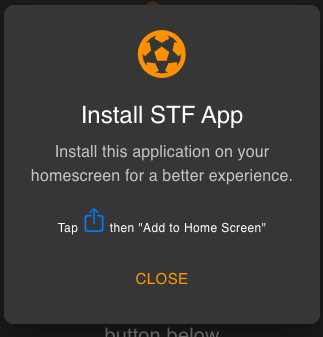 Install STF App
Install this application on your
homescreen for a better experience.
Tap then "Add to Home Screen"
CLOSE
button below